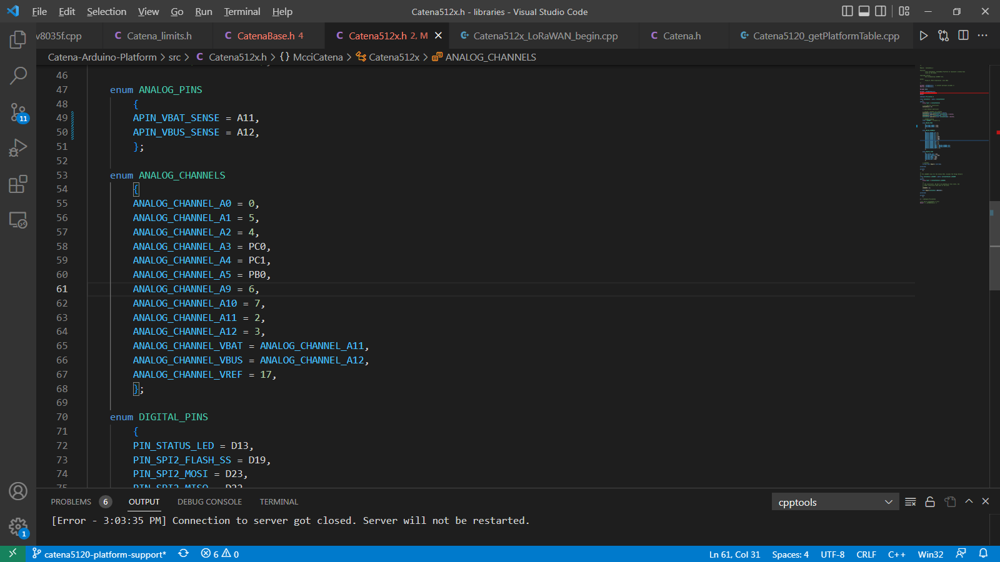 File Edit Selection View Go Run Terminal Help
Catena512x.h - libraries - Visual Studio Code
v8035f.cpp
C Catena_limits.h
C CatenaBase.h 4
C Catena512x.h 2, M
Catena512x_LoRaWAN_begin.cpp
C Catena.h
Catena5120_getPlatformTable.cpp
Catena-Arduino-Platform > src > C Catena512x.h > {} McciCatena > Catena512x > ANALOG_CHANNELS
46
47 enum ANALOG_PINS
48 {
49 APIN_VBAT_SENSE = A11,
50 APIN_VBUS_SENSE = A12,
51 };
52
53 enum ANALOG_CHANNELS
54 {
55 ANALOG_CHANNEL_A0 = 0,
56 ANALOG_CHANNEL_A1 = 5,
57 ANALOG_CHANNEL_A2 = 4,
58 ANALOG_CHANNEL_A3 = PC0,
59 ANALOG_CHANNEL_A4 = PC1,
60 ANALOG_CHANNEL_A5 = PB0,
61 ANALOG_CHANNEL_A9 = 6,
62 ANALOG_CHANNEL_A10 = 7,
63 ANALOG_CHANNEL_A11 = 2,
64 ANALOG_CHANNEL_A12 = 3,
65 ANALOG_CHANNEL_VBAT = ANALOG_CHANNEL_A11,
66 ANALOG_CHANNEL_VBUS = ANALOG_CHANNEL_A12,
67 ANALOG_CHANNEL_VREF = 17,
68 };
69
70 enum DIGITAL_PINS
71 {
72 PIN_STATUS_LED = D13,
73 PIN_SPI2_FLASH_SS = D19,
74 PIN_SPI2_MOSI = D23,
75 PIN_SPI2_MISO = D22,
11
1
PROBLEMS 6 OUTPUT DEBUG CONSOLE TERMINAL
cpptools
[Error - 3:03:35 PM] Connection to server got closed. Server will not be restarted.
catena5120-platform-support* 6 0
Ln 61, Col 31 Spaces: 4 UTF-8 CRLF C++ Win32